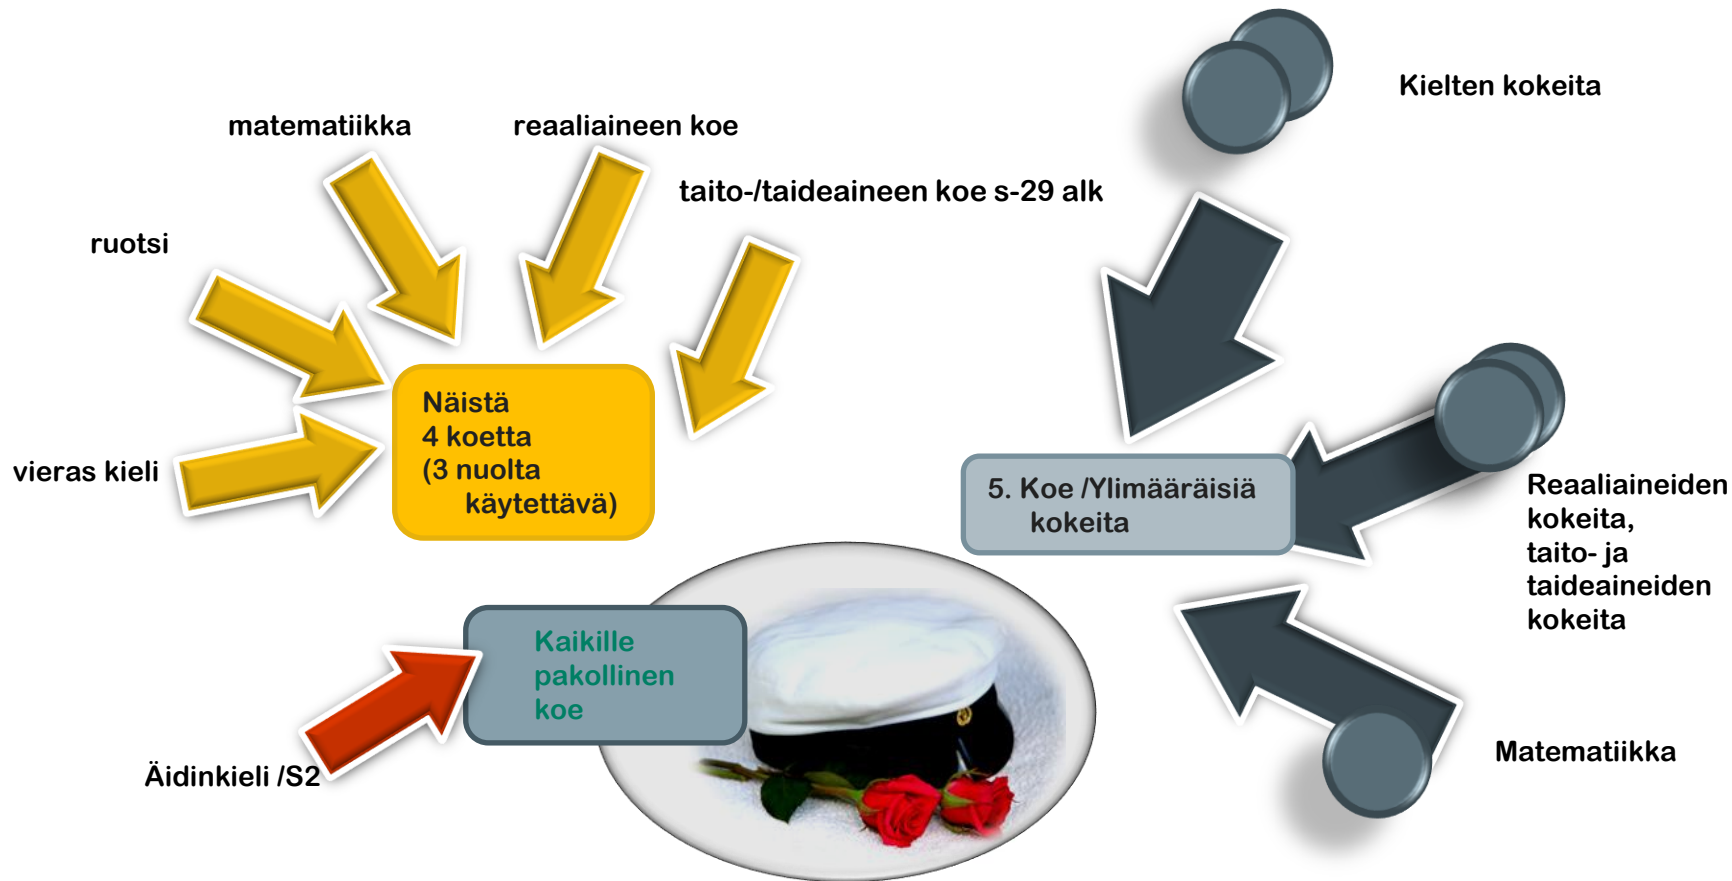 matematiikka
reaaliaineen koe
taito-/taideaineen koe s-29 alk
ruotsi
vieras kieli
Näistä
4 koetta
(3 nuolta
käytettävä)
Kaikille
pakollinen
koe
Äidinkieli /S2
Kielten kokeita
5. Koe /Ylimääräisiä
kokeita
Reaaliaineiden
kokeita,
taito- ja
taideaineiden
kokeita
Matematiikka